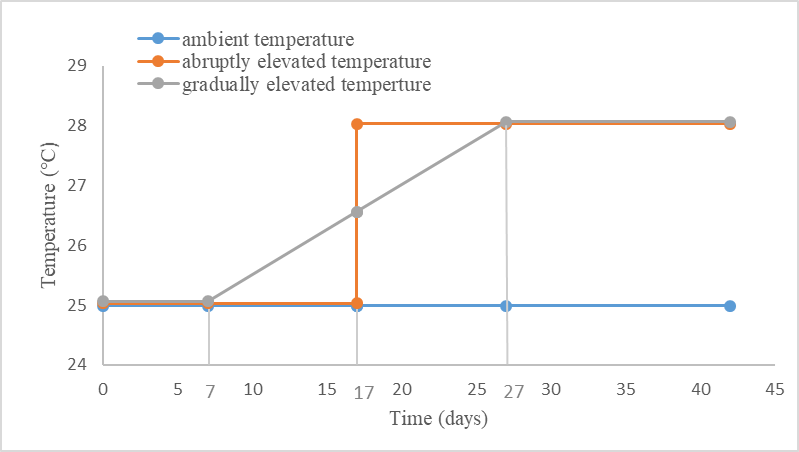 ambient temperature
abruptly elevated temperature
gradually elevated temperture
29
28
27
26
25
24
Temperature (°C)
0 5 7 10 15 17 20 25 27 30 35 40 45
Time (days)